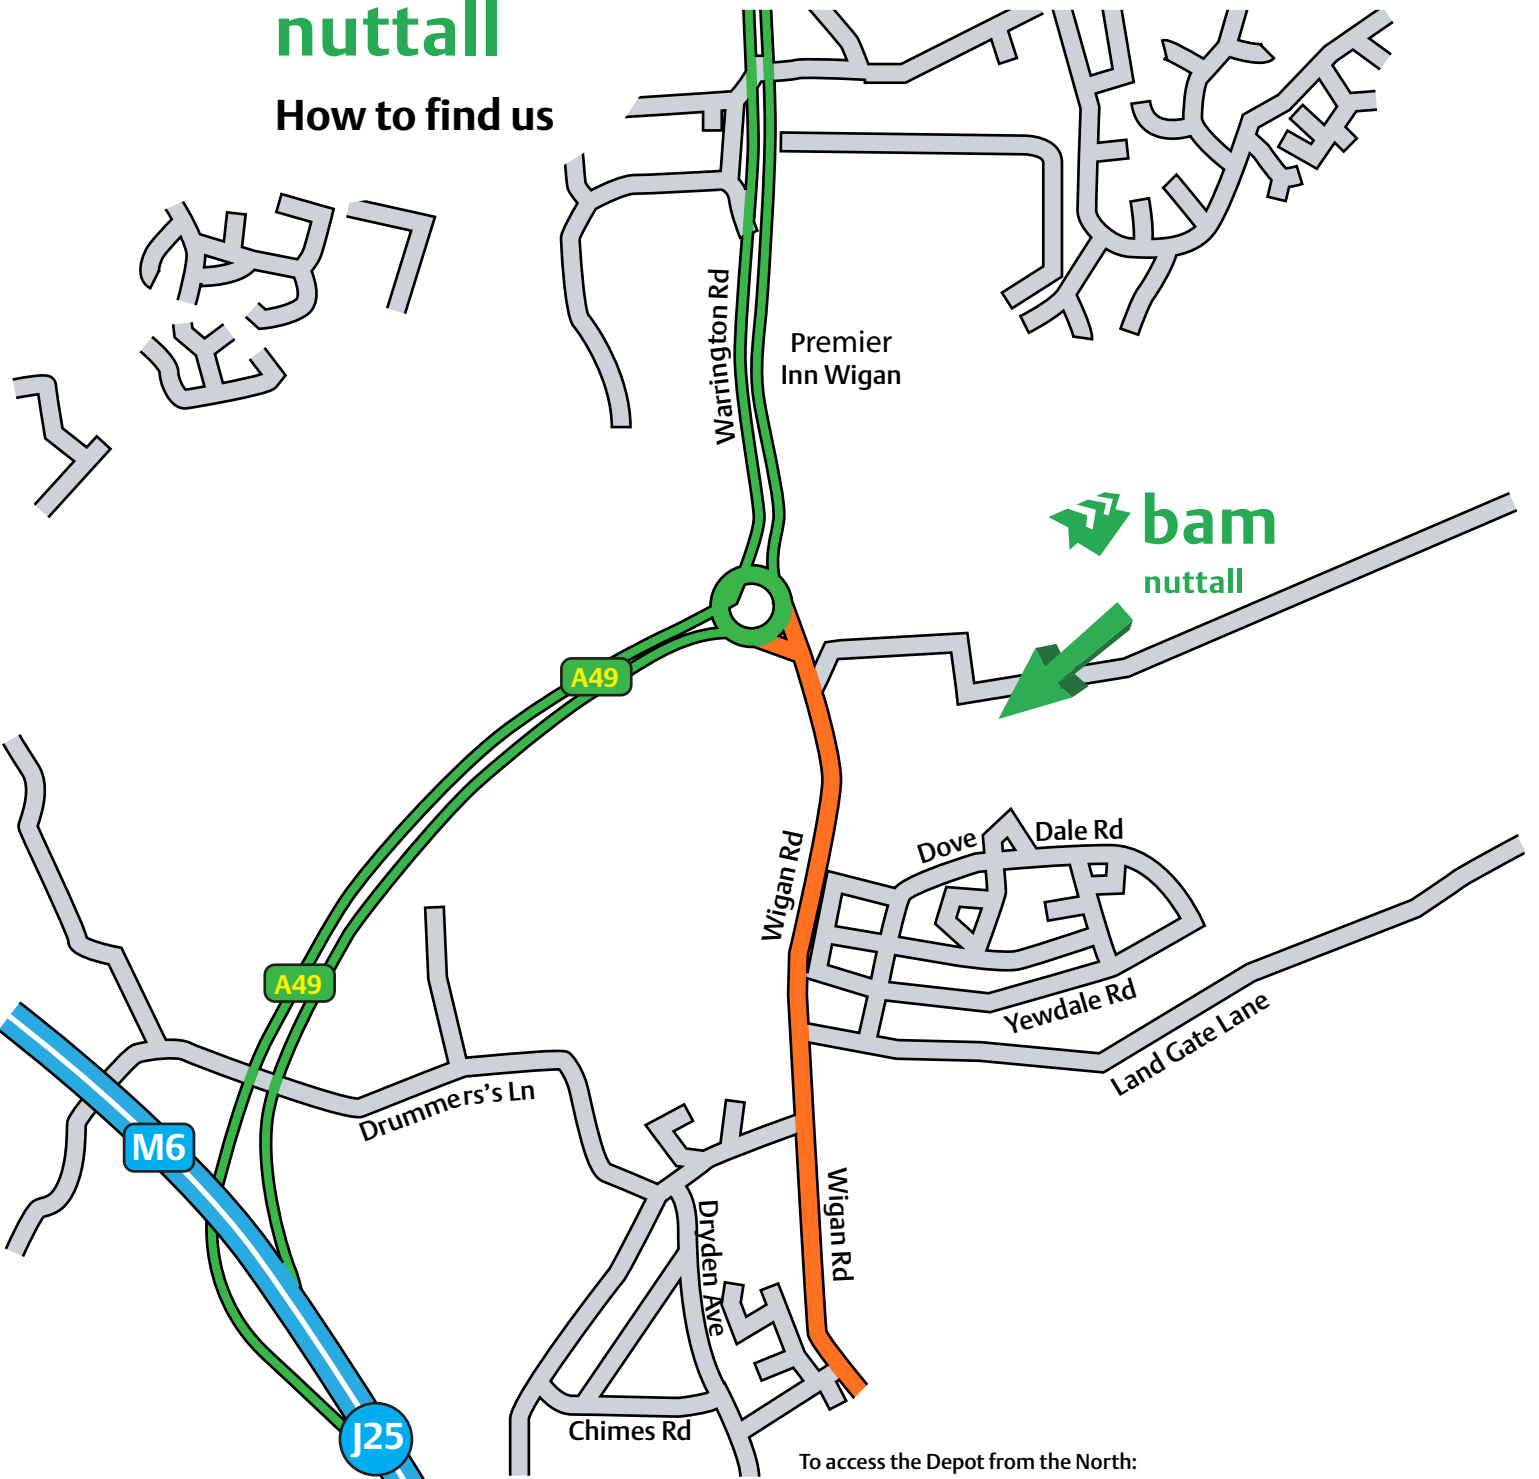 nuttall
How to find us
Warrington Rd
Premier
Inn Wigan
bam
nuttall
A49
Wigan Rd
Dove Dale Rd
A49
Yewdale Rd
Land Gate Lane
Drummers's Ln
M6
Wigan Rd
Dryden Ave
Chimes Rd
J25
To access the Depot from the North: